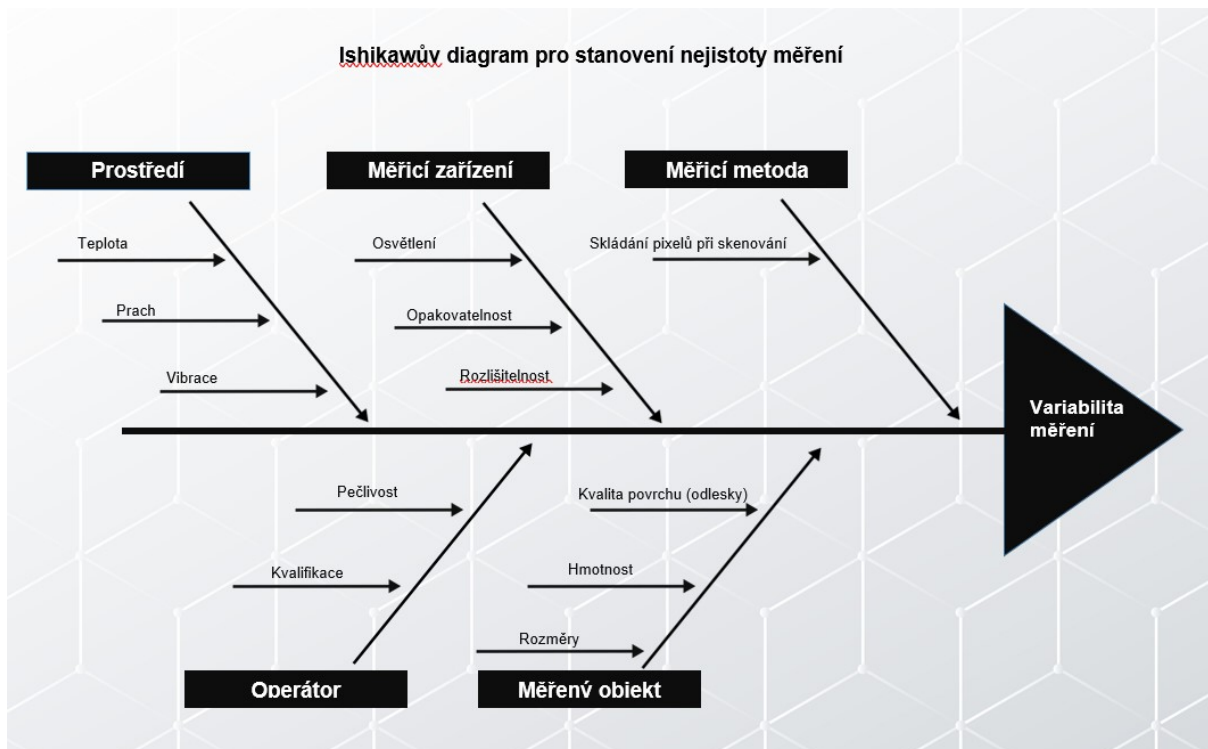 Ishikawův diagram pro stanovení nejistoty měření
Prostředí
Měřicí zařízení
Měřicí metoda
Teplota
Osvětlení
Skládání pixelů při skenování
Prach
Opakovatelnost
Vibrace
Rozlišitelnost
Variabilita
měření
Pečlivost
Kvalita povrchu (odlesky)
Kvalifikace
Hmotnost
Rozměry
Operátor
Měřený objekt